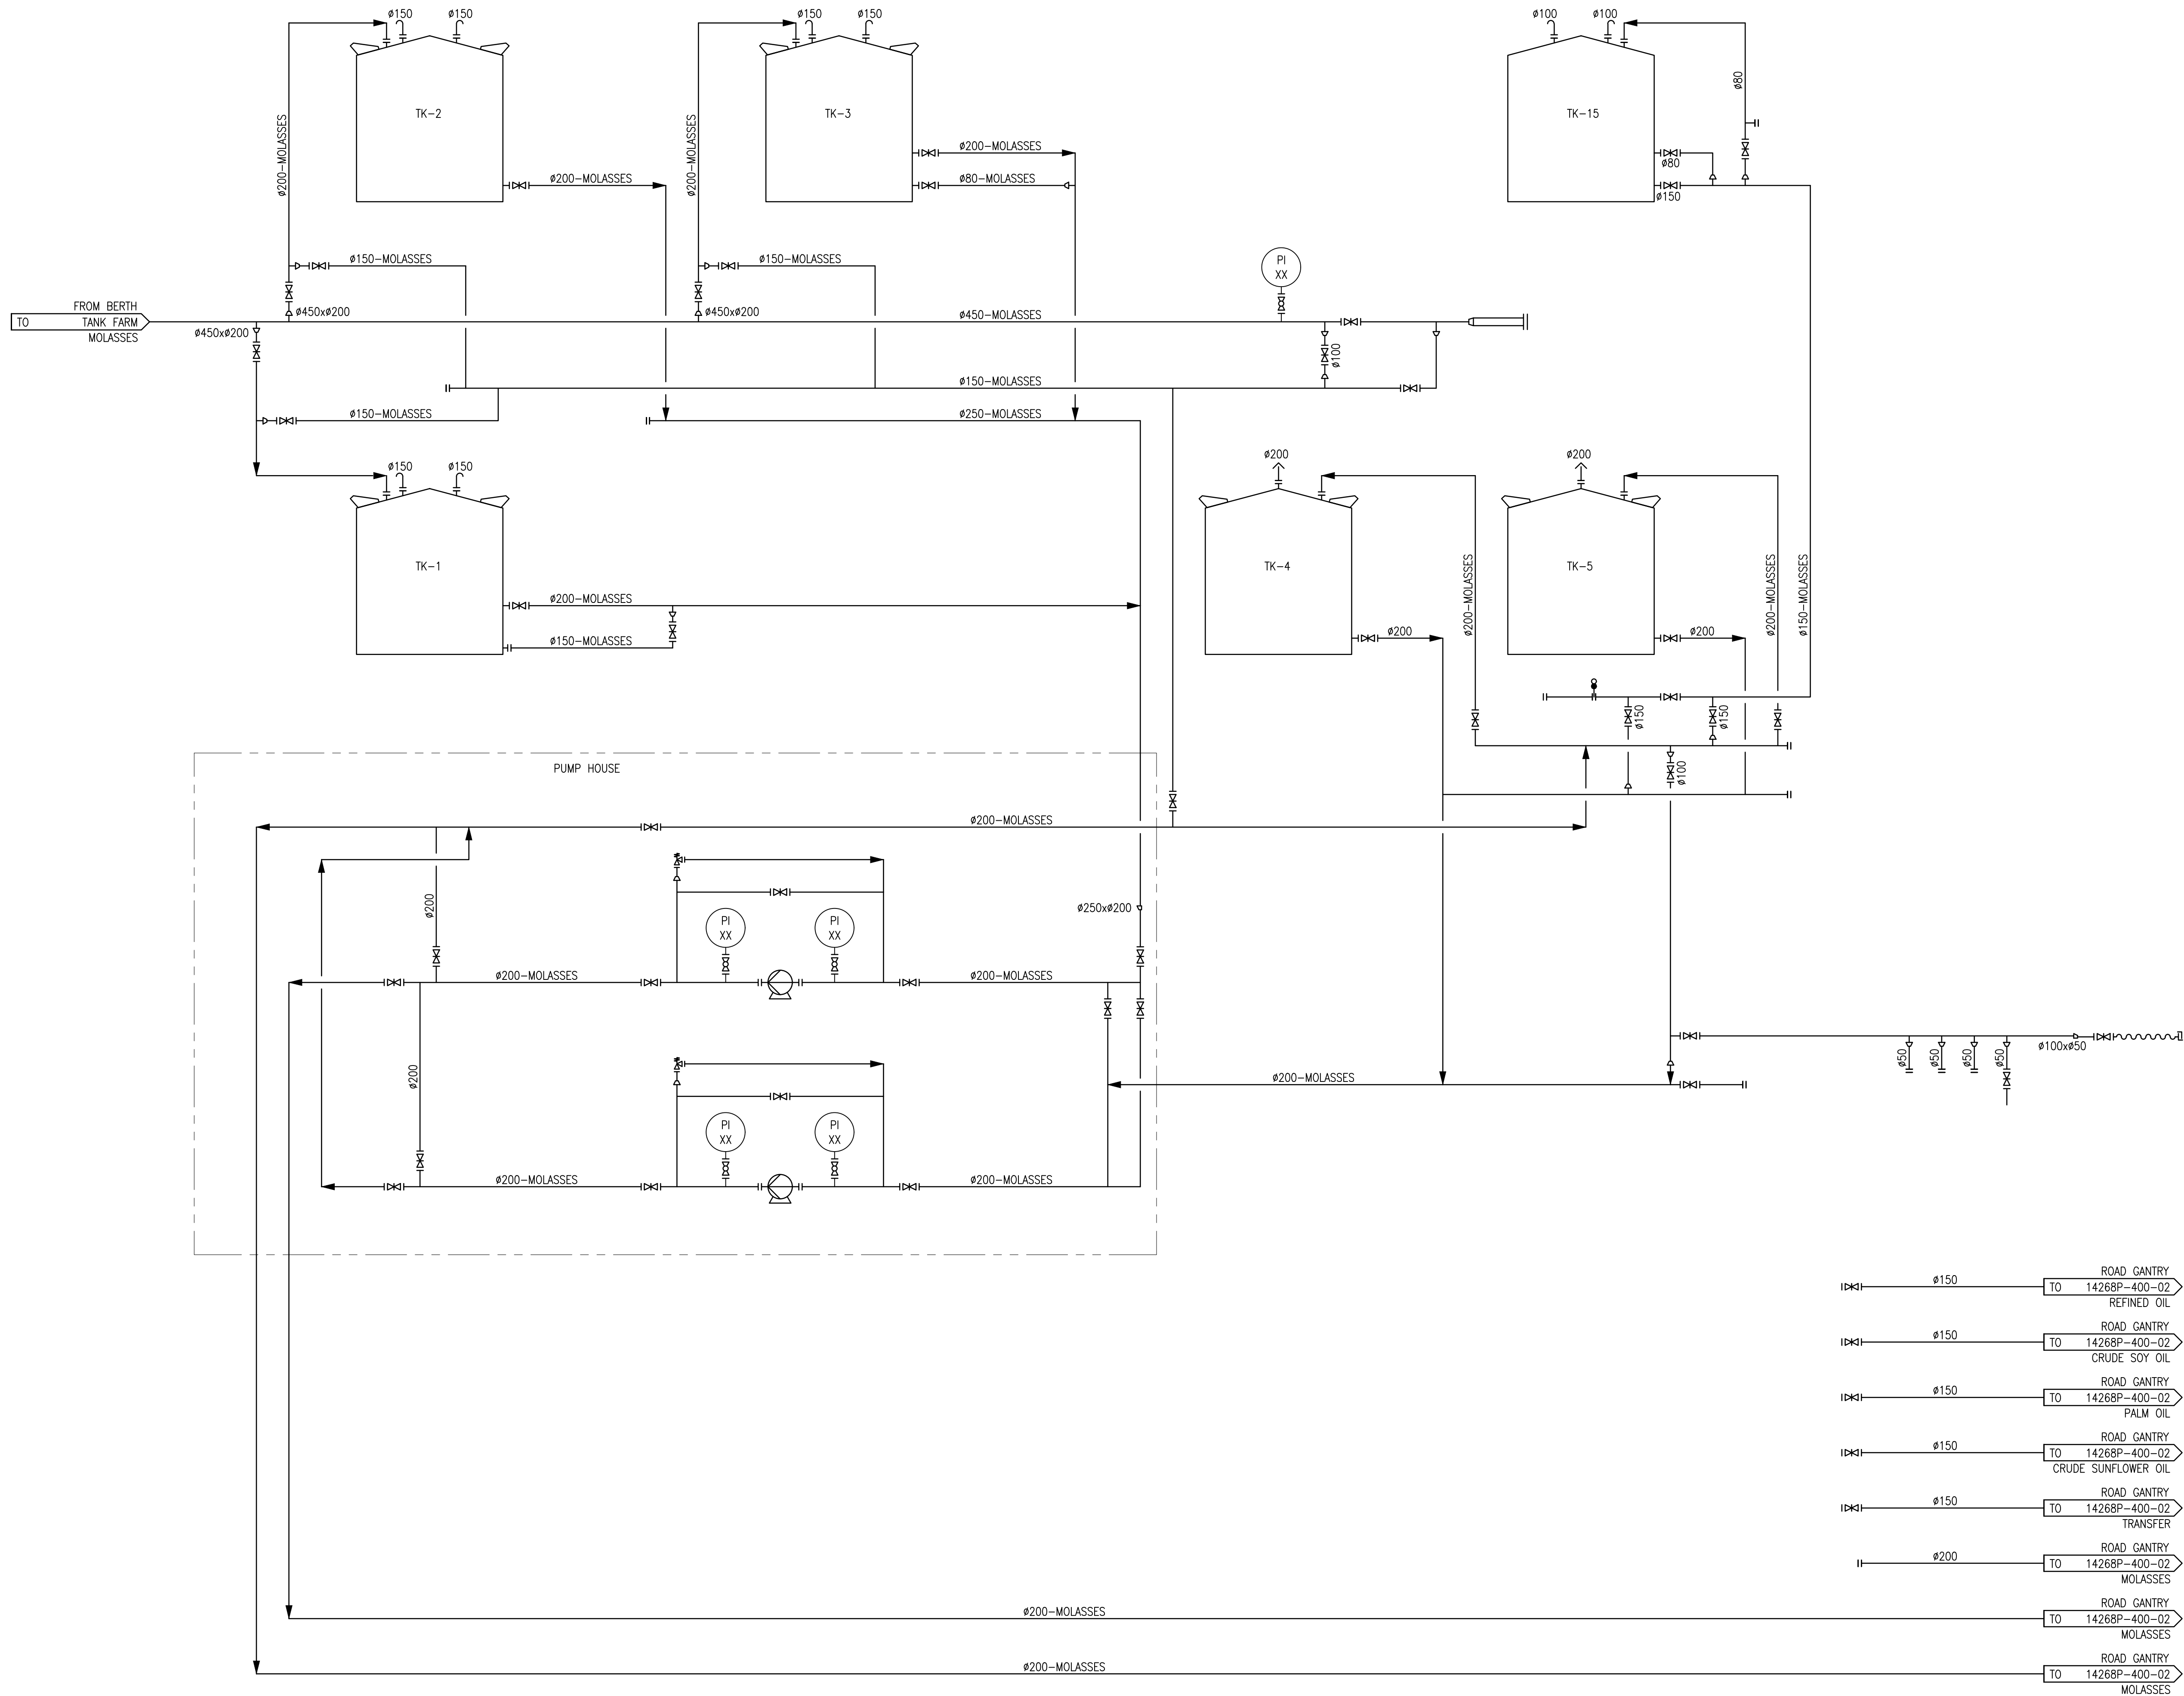 ø150
ø150
ø150
ø150
ø100
ø100
TK-2
TK-3
TK-15
ø80
ø200-MOLASSES
ø200-MOLASSES
ø200-MOLASSES
ø80
ø200-MOLASSES
ø80-MOLASSES
ø150
ø150-MOLASSES
ø150-MOLASSES
PI
XX
FROM BERTH
TO TANK FARM
MOLASSES
ø450xø200
ø450xø200
ø450xø200
ø450-MOLASSES
ø100
ø150-MOLASSES
ø150-MOLASSES
ø250-MOLASSES
ø150
ø150
ø200
ø200
TK-1
TK-4
TK-5
ø200-MOLASSES
ø200-MOLASSES
ø150-MOLASSES
ø200-MOLASSES
ø150-MOLASSES
ø200
ø200
ø150
ø150
ø100
PUMP HOUSE
ø200-MOLASSES
ø200
PI
XX
PI
XX
ø250xø200
ø200-MOLASSES
ø200-MOLASSES
ø200
ø200-MOLASSES
ø50
ø50
ø50
ø50
ø100xø50
PI
XX
PI
XX
ø200-MOLASSES
ø200-MOLASSES
ROAD GANTRY
ø150
TO 14268P-400-02
REFINED OIL
ROAD GANTRY
ø150
TO 14268P-400-02
CRUDE SOY OIL
ROAD GANTRY
ø150
TO 14268P-400-02
PALM OIL
ROAD GANTRY
ø150
TO 14268P-400-02
CRUDE SUNFLOWER OIL
ROAD GANTRY
ø150
TO 14268P-400-02
TRANSFER
ROAD GANTRY
ø200
TO 14268P-400-02
MOLASSES
ROAD GANTRY
ø200-MOLASSES
TO 14268P-400-02
MOLASSES
ROAD GANTRY
ø200-MOLASSES
TO 14268P-400-02
MOLASSES